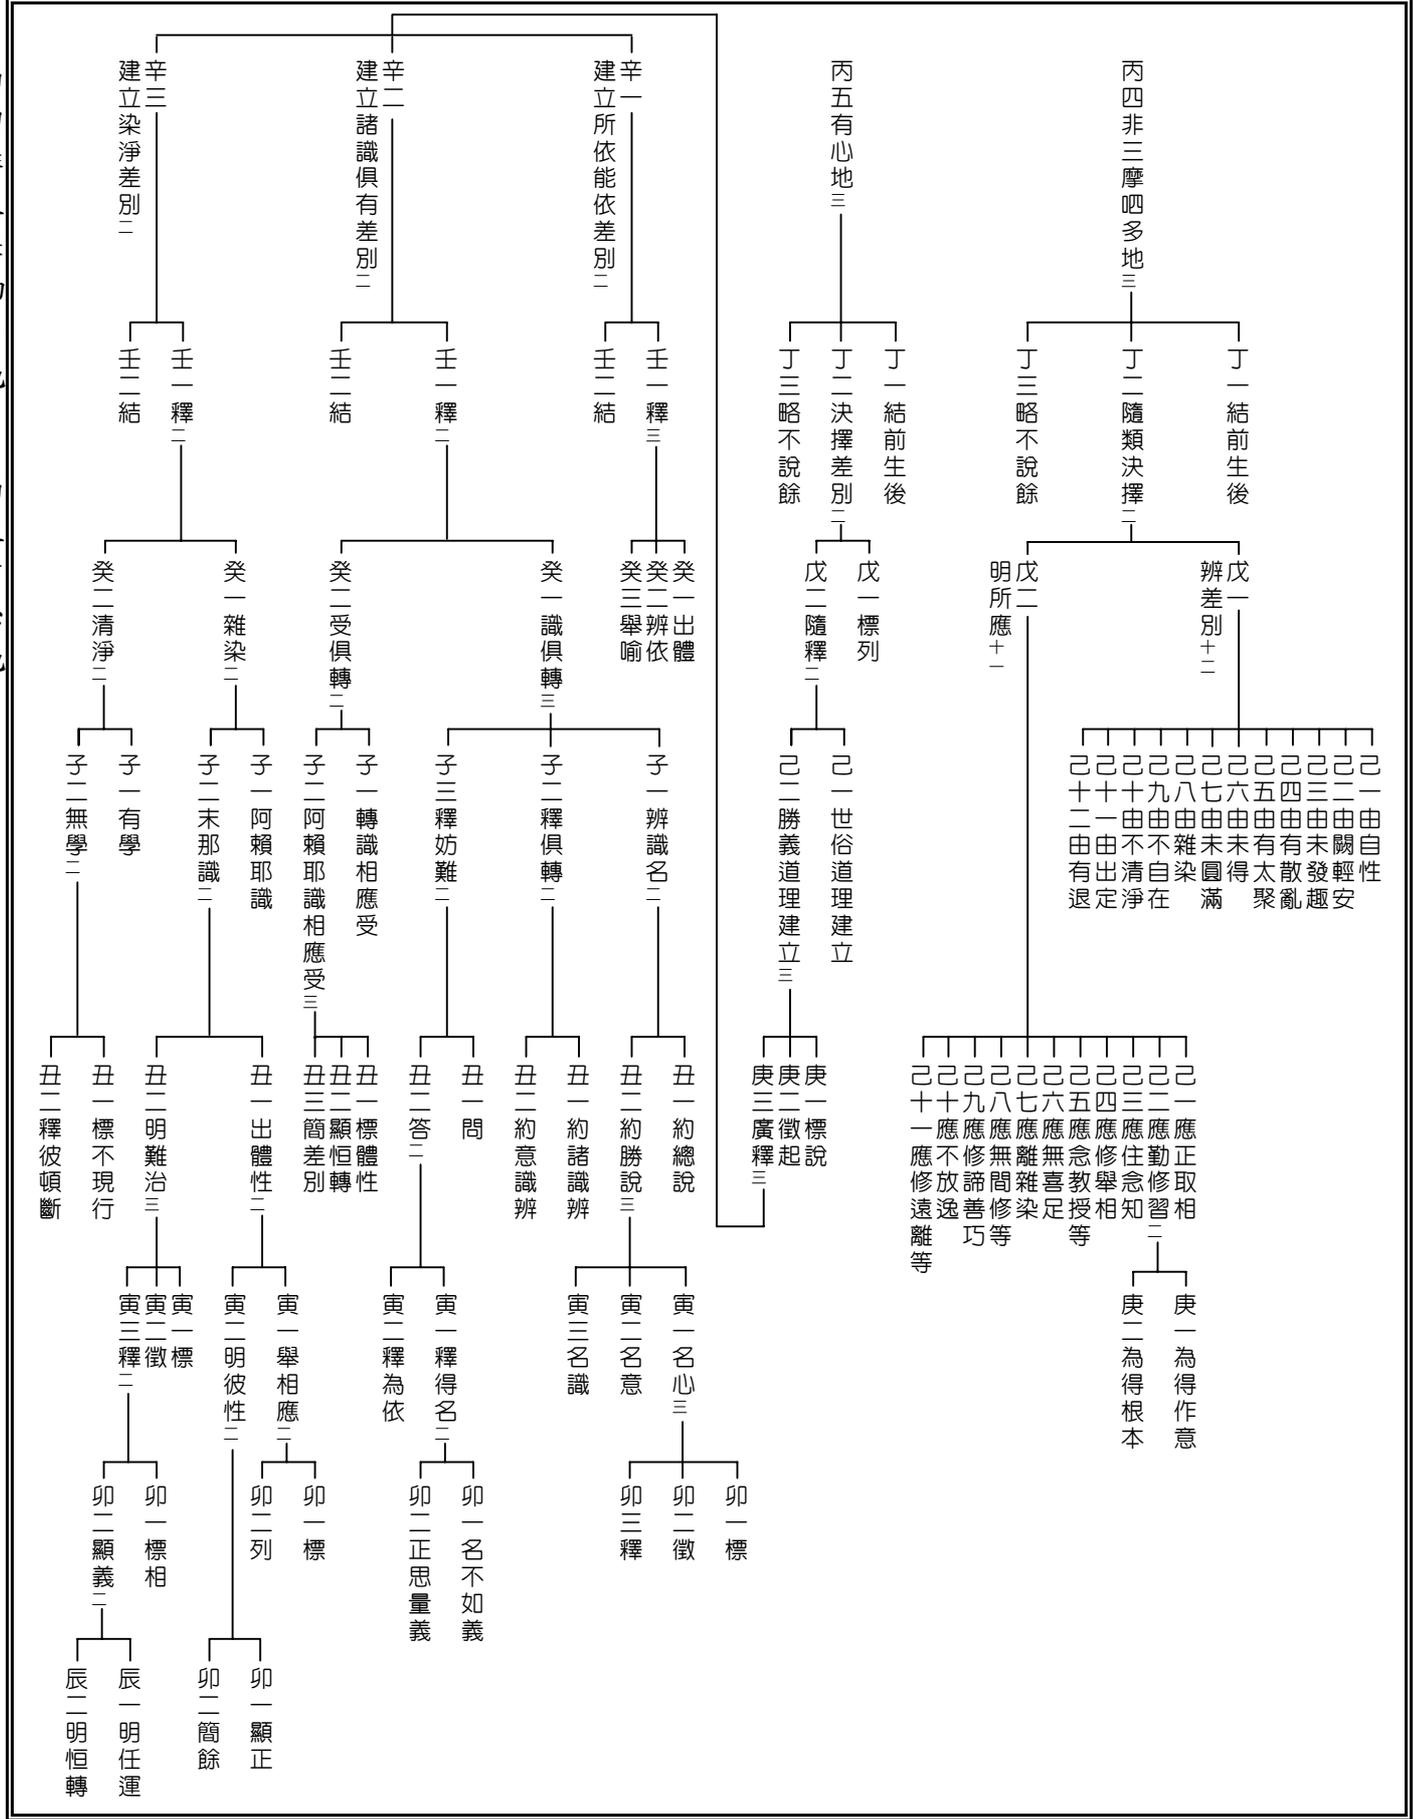 丙四非三摩呬多地三
丁一結前生後
丁二隨類決擇二
戊一
辨差別十二
己一由自性
己二由闕輕安
己三由未發趣
己四由有散亂
己五由有太聚
己六由未得
己七由未圓滿
己八由雜染
己九由不自在
己十由不清淨
己十一由出定
己十二由有退
戊二
明所應十一
己一應正取相
己二應勤修習二
庚一為得作意
庚二為得根本
己三應住念知
己四應修舉相
己五應念教授等
己六應無喜足
己七應離雜染
己八應無間修等
己九應修諦善巧
己十應不放逸
己十一應修遠離等
丁三略不說餘
丙五有心地三
丁一結前生後
丁二決擇差別二
戊一標列
戊二隨釋二
己一世俗道理建立
己二勝義道理建立三
庚一標說
庚二徵起
庚三廣釋三
丁三略不說餘
辛一
建立所依能依差別二
壬一釋三
癸一出體
癸二辨依
癸三舉喻
壬二結
辛二
建立諸識俱有差別二
壬一釋二
癸一識俱轉三
子一辨識名二
丑一約總說
丑二約勝說三
寅一名心三
卯一標
卯二徵
卯三釋
寅二名意
寅三名識
子二釋俱轉二
丑一約諸識辨
丑二約意識辨
子三釋妨難二
丑一問
丑二答二
寅一釋得名二
卯一名不如義
卯二正思量義
寅二釋為依
癸二受俱轉二
子一轉識相應受
子二阿賴耶識相應受三
丑一標體性
丑二顯恒轉
丑三簡差別
壬二結
辛三
建立染淨差別二
壬一釋二
癸一雜染二
子一阿賴耶識
子二末那識二
丑一出體性二
寅一舉相應二
卯一標
卯二列
寅二明彼性二
卯一顯正
卯二簡餘
丑二明難治三
寅一標
寅二徵
寅三釋二
卯一標相
卯二顯義二
辰一明任運
辰二明恒轉
癸二清淨二
子一有學
子二無學二
丑一標不現行
丑二釋彼頓斷
壬二結